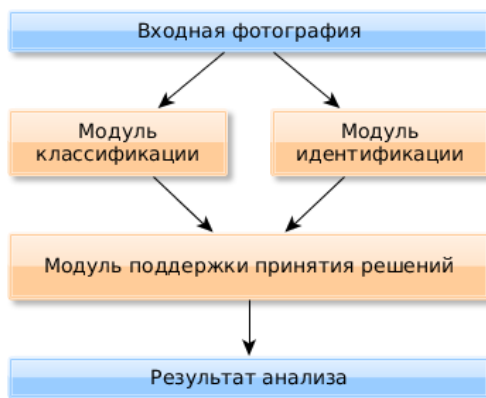 Входная фотография
Модуль
классификации
Модуль
идентификации
Модуль поддержки принятия решений
Результат анализа